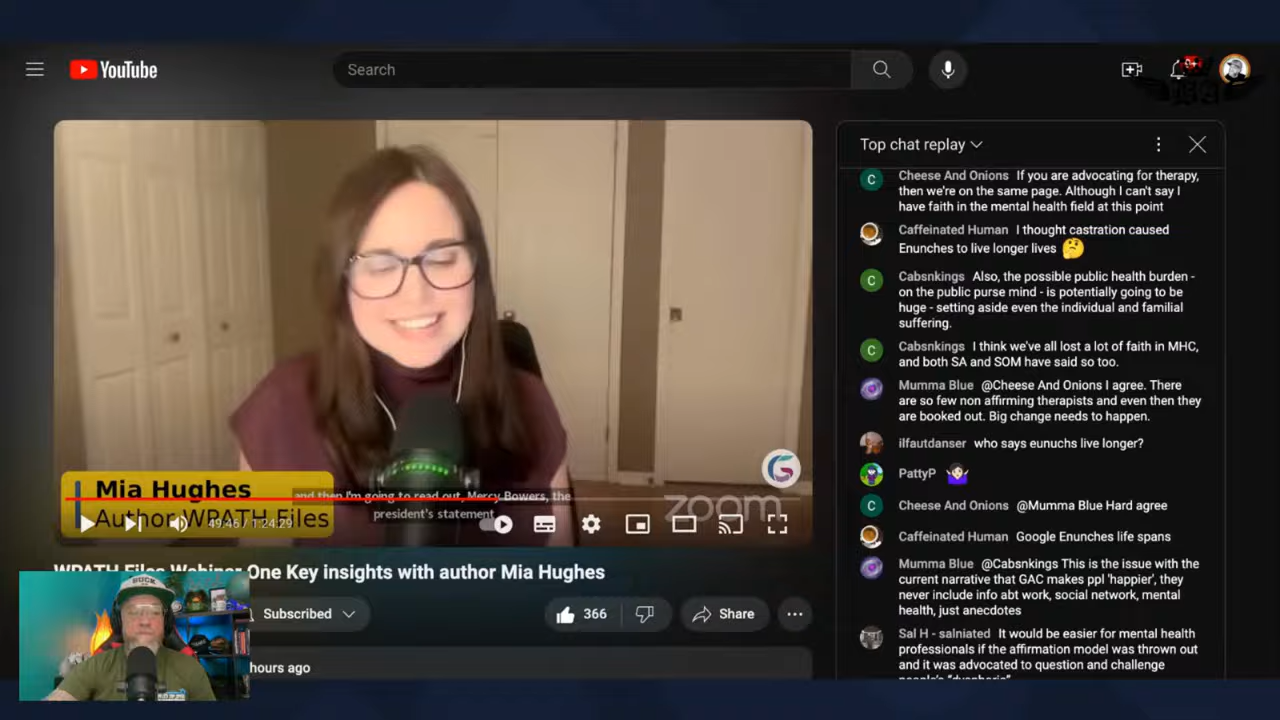 YouTube
Search
9+
Top chat replay
Cheese And Onions If you are advocating for therapy,
then we're on the same page. Although I can't say I
have faith in the mental health field at this point
Caffeinated Human I thought castration caused
Enunches to live longer lives
Cabsnkings Also, the possible public health burden -
on the public purse mind - is potentially going to be
huge - setting aside even the individual and familial
suffering.
Cabsnkings I think we've all lost a lot of faith in MHC,
and both SA and SOM have said so too.
Mumma Blue @Cheese And Onions I agree. There
are so few non affirming therapists and even then they
are booked out. Big change needs to happen.
ilfautdanser who says eunuchs live longer?
PattyP
Cheese And Onions @Mumma Blue Hard agree
Caffeinated Human Google Enunches life spans
Mumma Blue @Cabsnkings This is the issue with the
current narrative that GAC makes ppl 'happier', they
never include info abt work, social network, mental
health, just anecdotes
Sal H - salniated It would be easier for mental health
professionals if the affirmation model was thrown out
and it was advocated to question and challenge
people's "dysphoria"
Mia Hughes
Author WPATH Files
and then I'm going to read out, Mercy Bowers, the
president's statement
zoom
49:46 / 1:24:29
WPATH Files Webinar One Key insights with author Mia Hughes
Subscribed
366
Share
hours ago